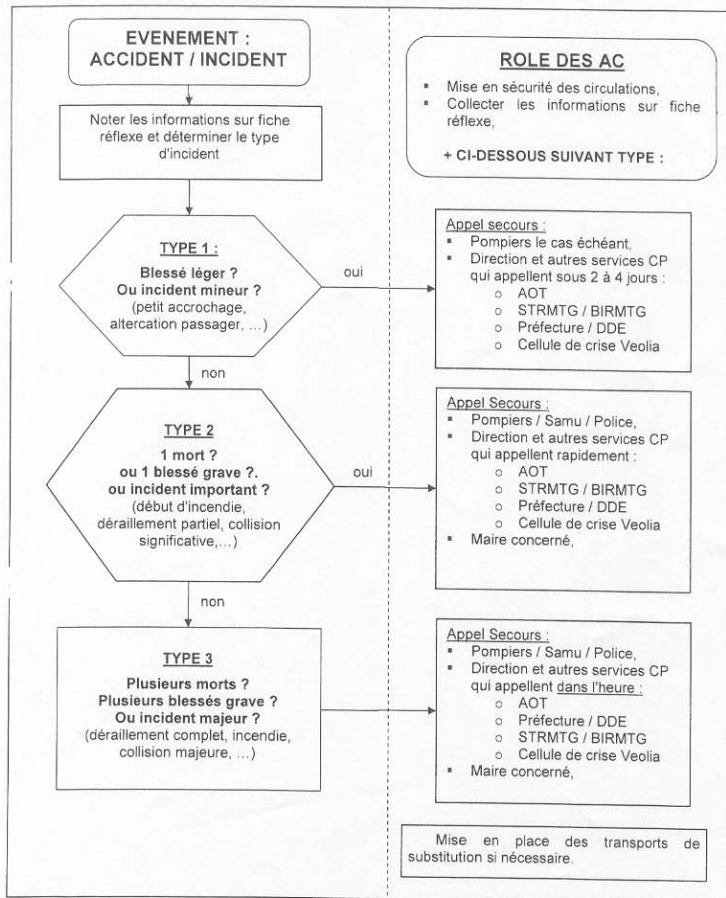 EVENEMENT :
ACCIDENT / INCIDENT
Noter les informations sur fiche
réflexe et déterminer le type
d'incident
TYPE 1 :
Blessé léger ?
Ou incident mineur ?
(petit accrochage,
altercation passager, ...)
oui
non
TYPE 2
1 mort ?
ou 1 blessé grave ?.
ou incident important ?
(début d'incendie,
déraillement partiel, collision
significative,...)
oui
non
TYPE 3
Plusieurs morts ?
Plusieurs blessés grave ?
Ou incident majeur ?
(déraillement complet, incendie,
collision majeure, ...)
ROLE DES AC
▪ Mise en sécurité des circulations,
▪ Collecter les informations sur fiche
réflexe,
+ CI-DESSOUS SUIVANT TYPE :
Appel secours :
▪ Pompiers le cas échéant,
▪ Direction et autres services CP
qui appellent sous 2 à 4 jours :
o AOT
o STRMTG / BIRMTG
o Préfecture / DDE
o Cellule de crise Veolia
Appel Secours :
▪ Pompiers / Samu / Police,
▪ Direction et autres services CP
qui appellent rapidement :
o AOT
o STRMTG / BIRMTG
o Préfecture / DDE
o Cellule de crise Veolia
▪ Maire concerné,
Appel Secours :
▪ Pompiers / Samu / Police,
▪ Direction et autres services CP
qui appellent dans l'heure :
o AOT
o Préfecture / DDE
o STRMTG / BIRMTG
o Cellule de crise Veolia
▪ Maire concerné,
Mise en place des transports de
substitution si nécessaire.